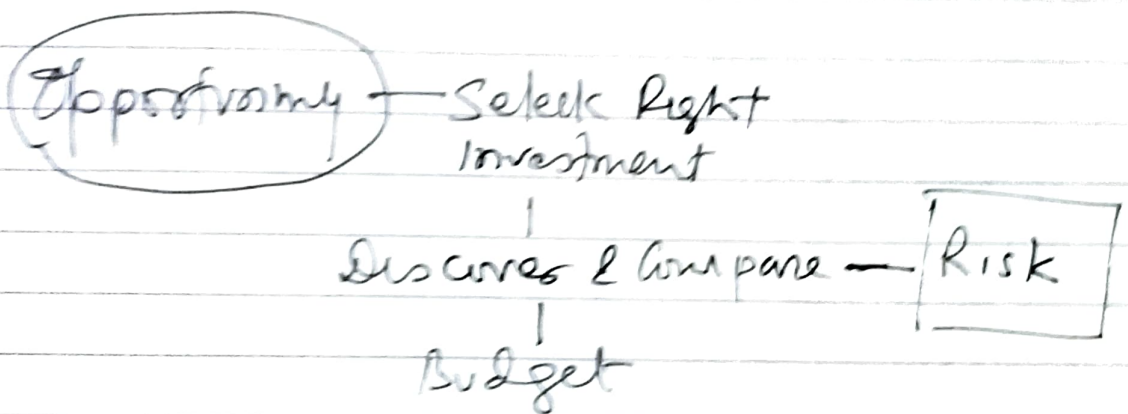 Opportunity — Select Right
Investment
Discover & Compare — Risk
Budget